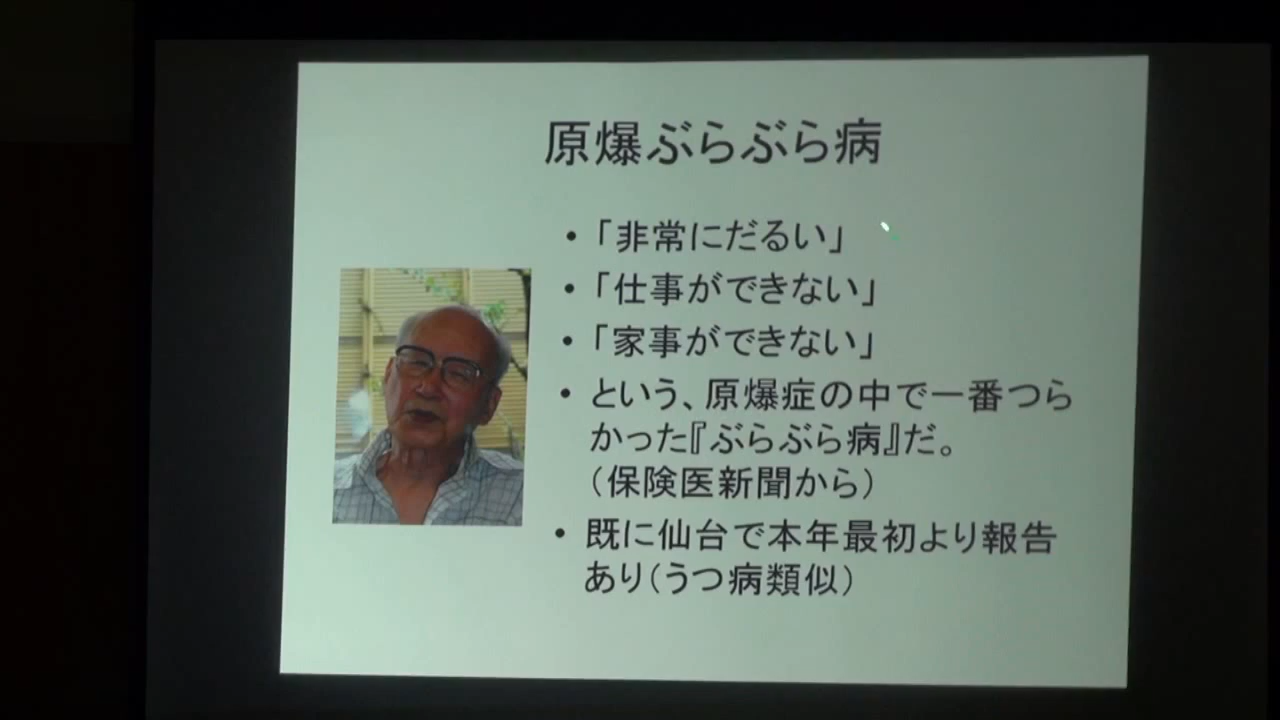 原爆ぶらぶら病
•「非常にだるい」
•「仕事ができない」
•「家事ができない」
• という、原爆症の中で一番つら
かった『ぶらぶら病』だ。
（保険医新聞から）
• 既に仙台で本年最初より報告
あり（うつ病類似）